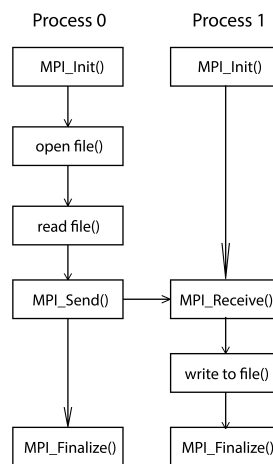 Process 0 Process 1
MPI_Init() MPI_Init()
open file()
read file()
MPI_Send() MPI_Receive()
write to file()
MPI_Finalize() MPI_Finalize()